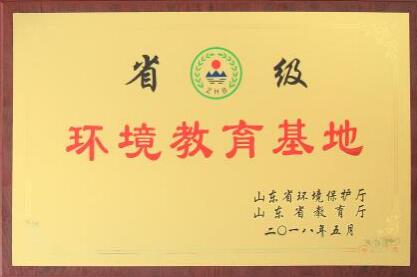 省 级
ZHB
环境教育基地
山东省环境保护厅
山东省教育厅
二〇一八年五月